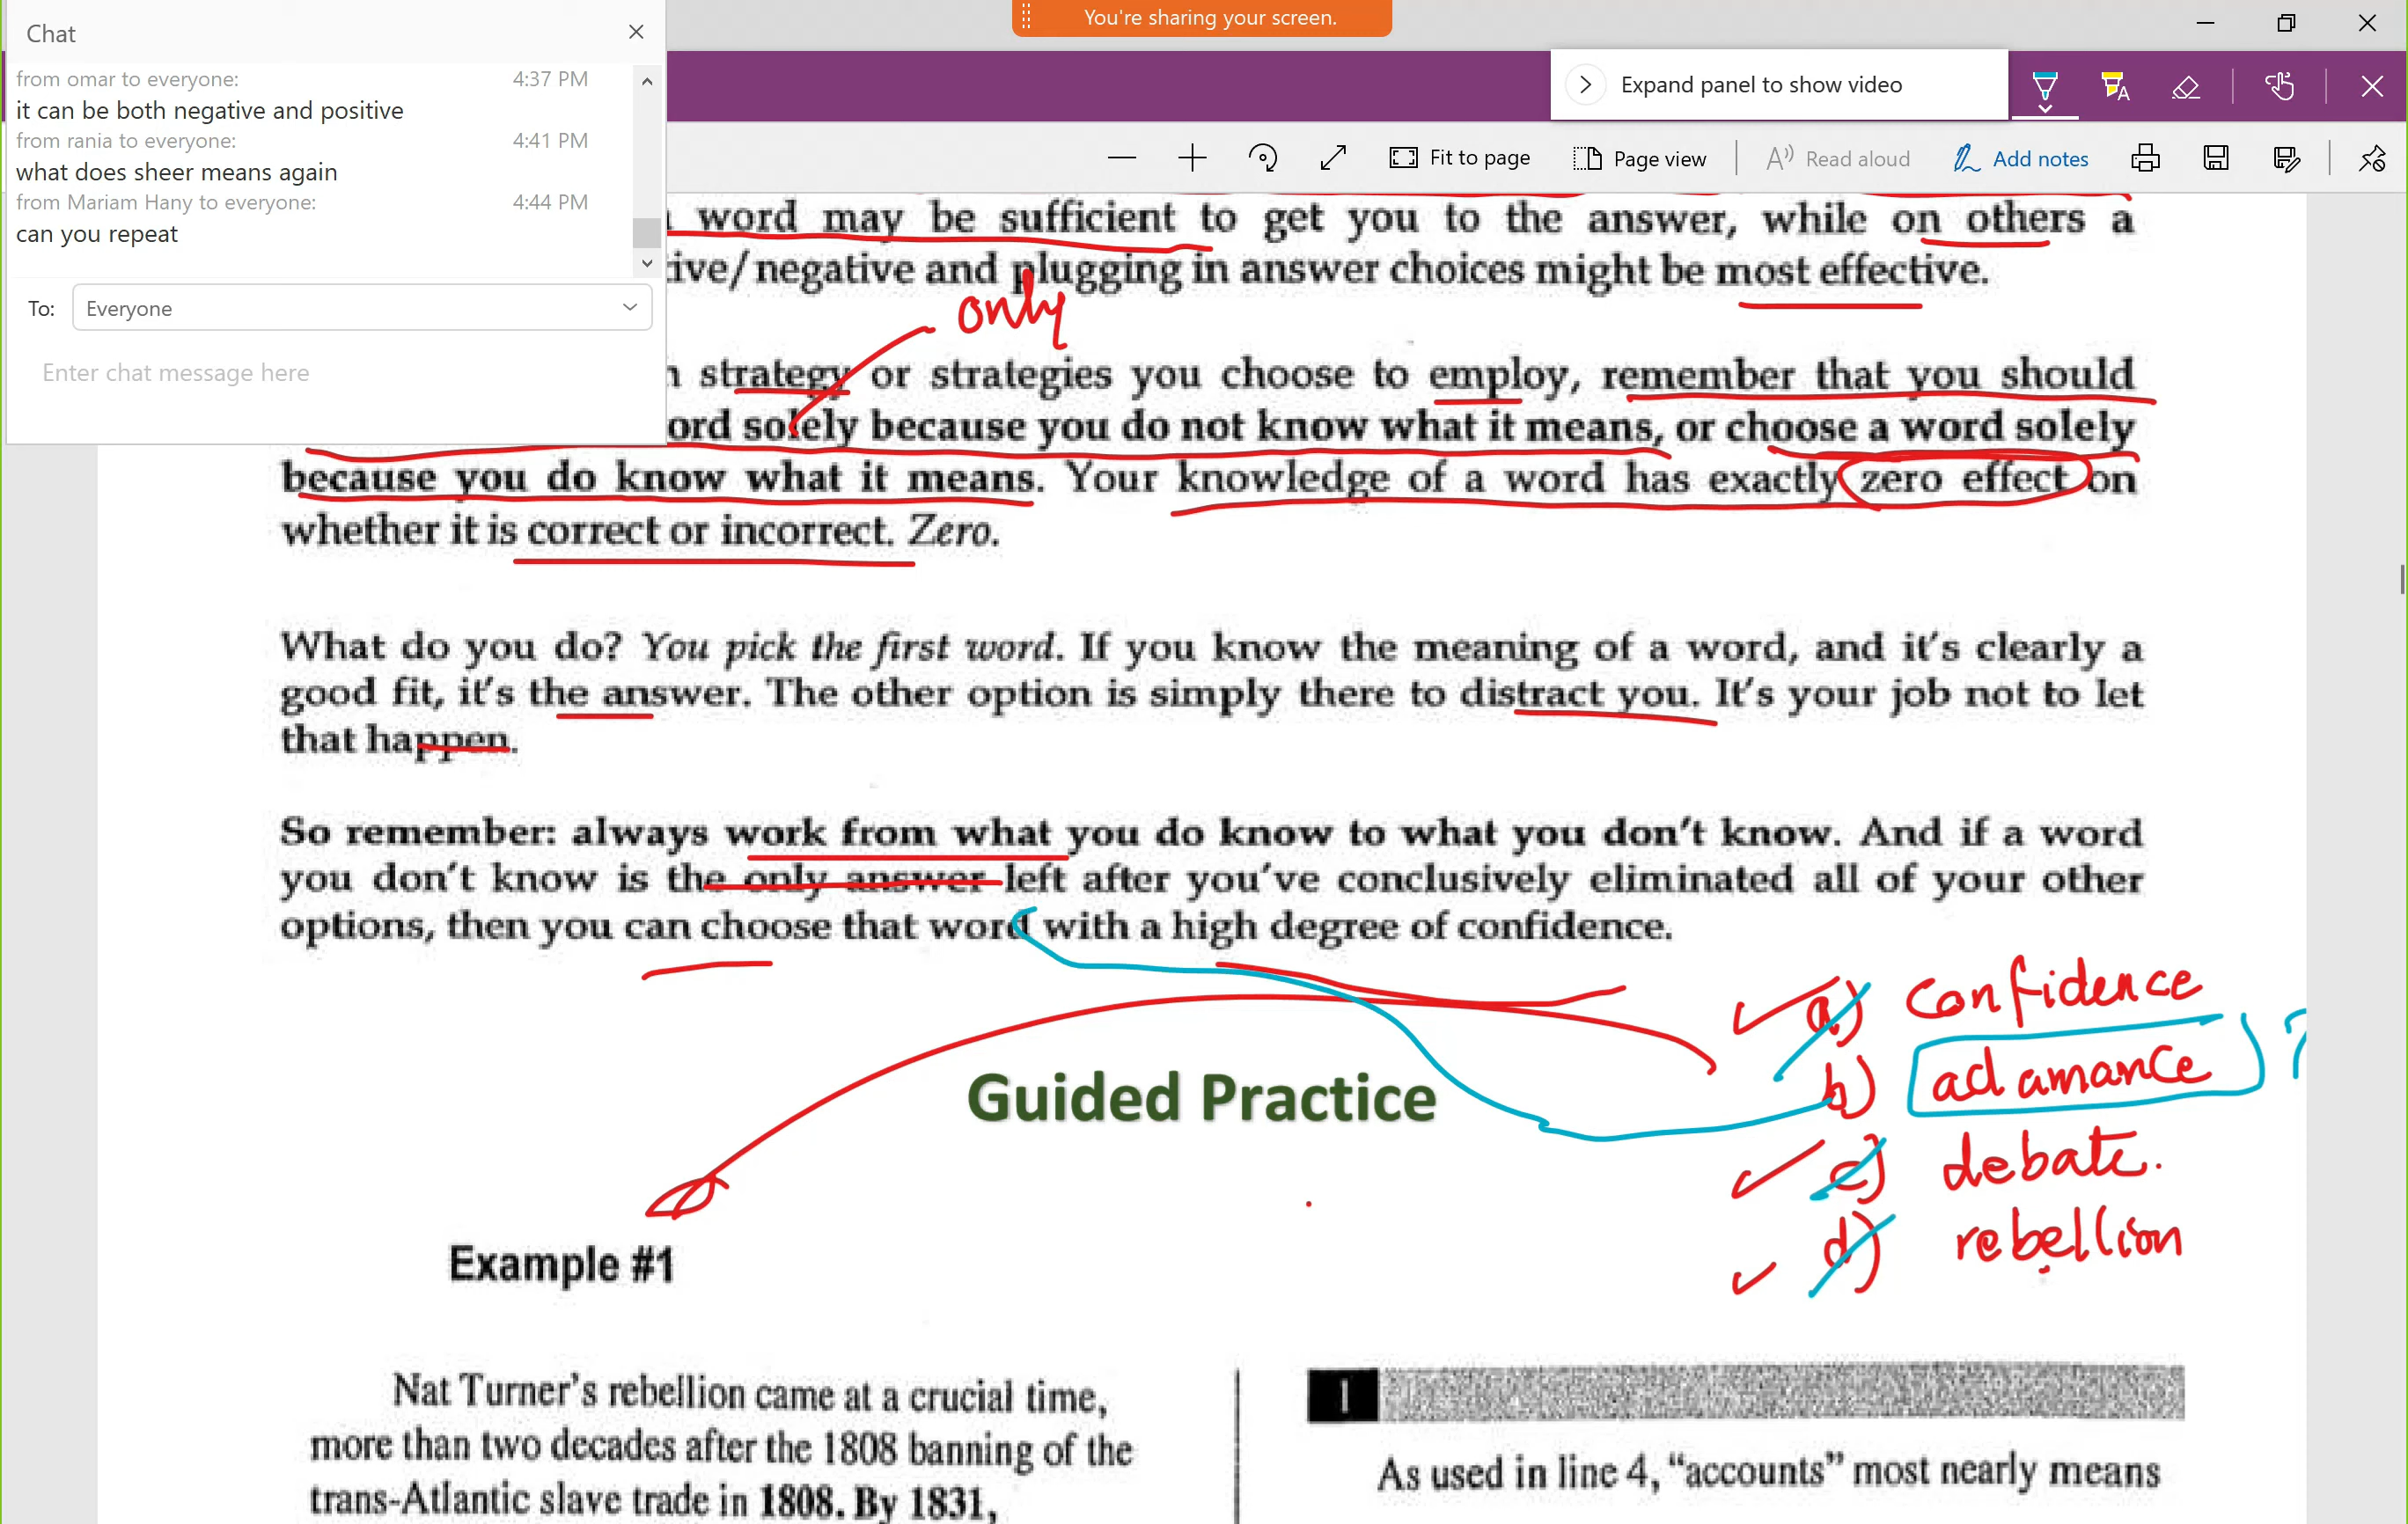 You're sharing your screen.
Chat
from omar to everyone: 4:37 PM
it can be both negative and positive
from rania to everyone: 4:41 PM
what does sheer means again
from Mariam Hany to everyone: 4:44 PM
can you repeat
To: Everyone
Enter chat message here
Expand panel to show video
Fit to page
Page view
Read aloud
Add notes
word may be sufficient to get you to the answer, while on others a
ive/negative and plugging in answer choices might be most effective.
only
strategy or strategies you choose to employ, remember that you should
ord solely because you do not know what it means, or choose a word solely
because you do know what it means. Your knowledge of a word has exactly zero effect on
whether it is correct or incorrect. Zero.
What do you do? You pick the first word. If you know the meaning of a word, and it's clearly a
good fit, it's the answer. The other option is simply there to distract you. It's your job not to let
that happen.
So remember: always work from what you do know to what you don't know. And if a word
you don't know is the only answer left after you've conclusively eliminated all of your other
options, then you can choose that word with a high degree of confidence.
a) confidence
b) adamance ?
c) debate.
d) rebellion
Guided Practice
Example #1
Nat Turner's rebellion came at a crucial time,
more than two decades after the 1808 banning of the
trans-Atlantic slave trade in 1808. By 1831,
1
As used in line 4, "accounts" most nearly means